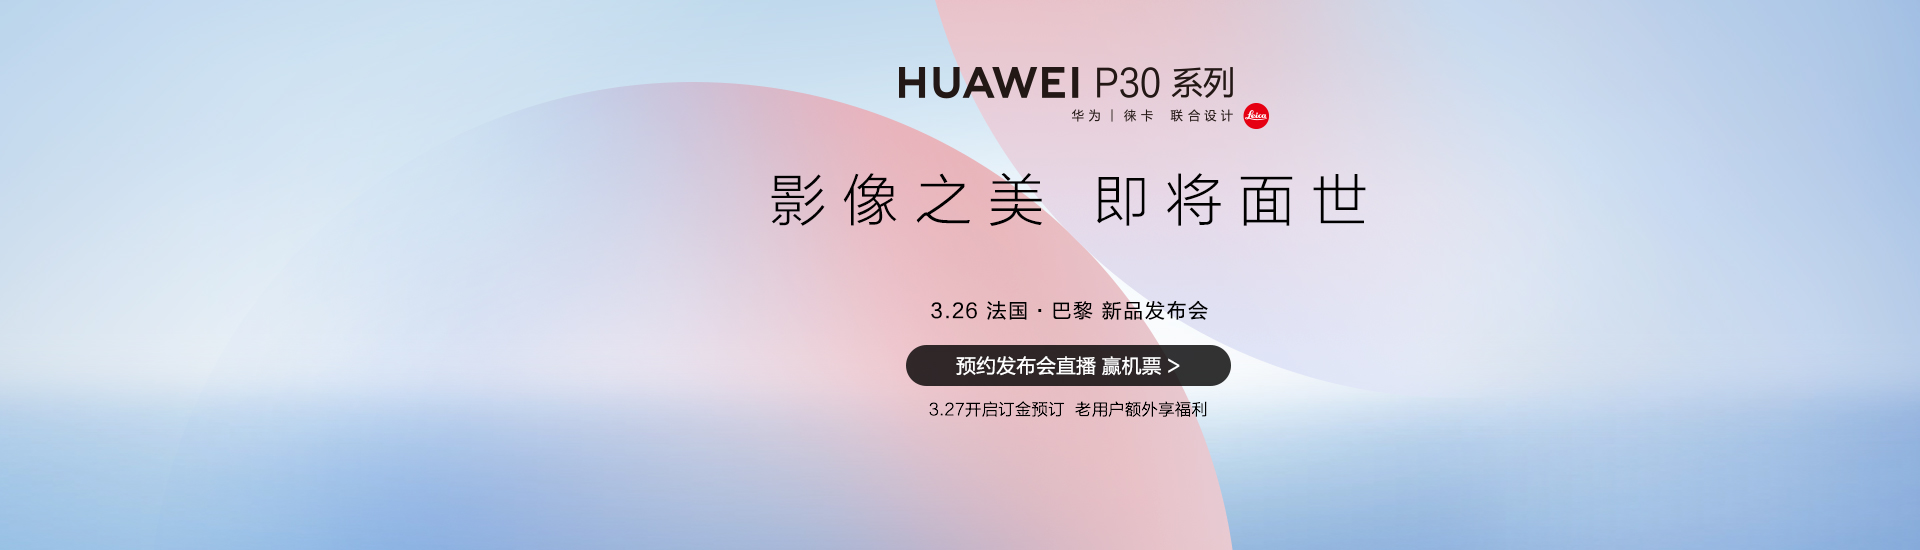 HUAWEI P30 系列
华为 | 徕卡 联合设计 Leica
影像之美 即将面世
3.26 法国·巴黎 新品发布会
预约发布会直播 赢机票 >
3.27开启订金预订 老用户额外享福利